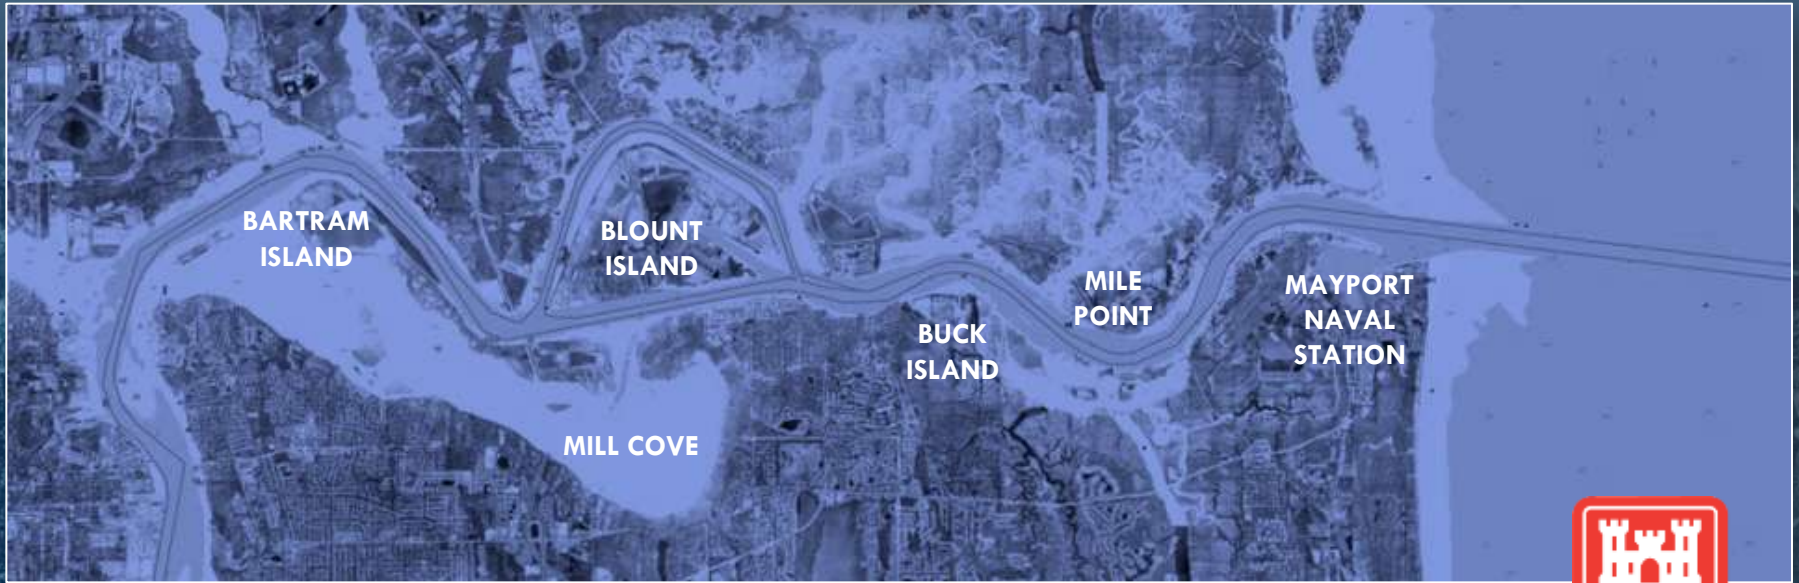 BARTRAM
ISLAND
BLOUNT
ISLAND
MILL COVE
BUCK
ISLAND
MILE
POINT
MAYPORT
NAVAL
STATION